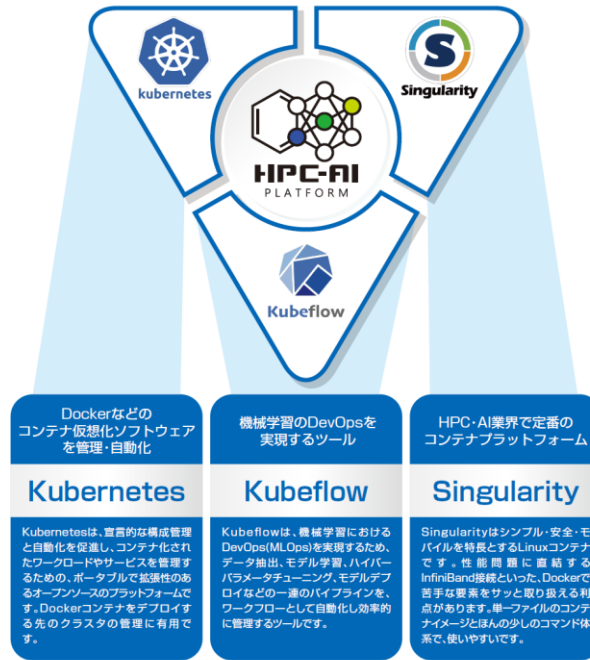 kubernetes
Singularity
HPC-AI
PLATFORM
Kubeflow
Dockerなどの
コンテナ仮想化ソフトウェア
を管理・自動化
Kubernetes
Kubernetesは、宣言的な構成管理
と自動化を促進し、コンテナ化され
たワークロードやサービスを管理す
るための、ポータブルで拡張性のあ
るオープンソースのプラットフォームで
す。Dockerコンテナをデプロイす
る先のクラスタの管理に有用で
す。
機械学習のDevOpsを
実現するツール
Kubeflow
Kubeflowは、機械学習における
DevOps(MLOps)を実現するため、
データ抽出、モデル学習、ハイパー
パラメータチューニング、モデルデプ
ロイなどの一連のパイプラインを、
ワークフローとして自動化し効率的
に管理するツールです。
HPC・AI業界で定番の
コンテナプラットフォーム
Singularity
Singularityはシンプル・安全・モ
バイルを特長とするLinuxコンテナ
です。性能問題に直結する
InfiniBand接続といった、Dockerで
苦手な要素をサッと取り扱える利
点があります。単一ファイルのコンテ
ナイメージとほんの少しのコマンド体
系で、使いやすいです。